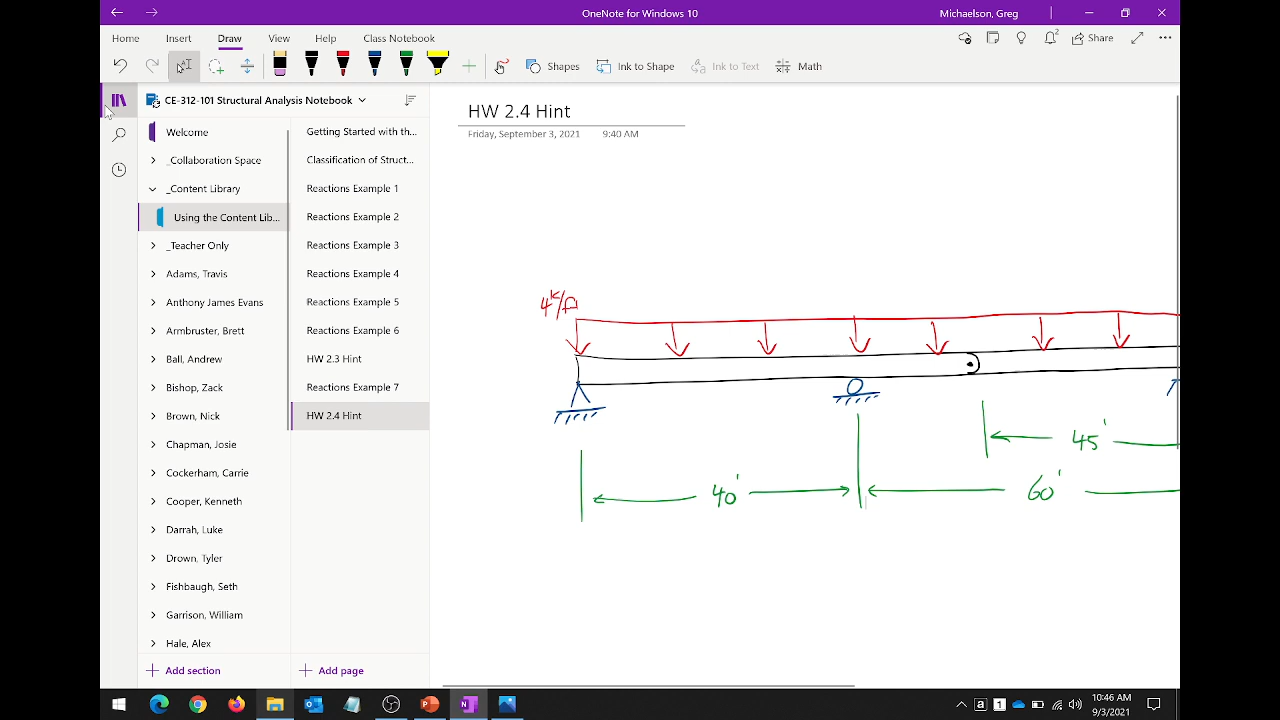 OneNote for Windows 10
Michaelson, Greg
Home Insert Draw View Help Class Notebook
2 Share
Shapes Ink to Shape Ink to Text Math
CE-312-101 Structural Analysis Notebook
Welcome
_Collaboration Space
_Content Library
Using the Content Lib...
_Teacher Only
Adams, Travis
Anthony James Evans
Armbruster, Brett
Ball, Andrew
Bishop, Zack
Brown, Nick
Chapman, Josie
Cockerham, Carrie
Cooper, Kenneth
Darrah, Luke
Drown, Tyler
Fishbaugh, Seth
Garrison, William
Hale, Alex
Add section
Getting Started with th...
Classification of Struct...
Reactions Example 1
Reactions Example 2
Reactions Example 3
Reactions Example 4
Reactions Example 5
Reactions Example 6
HW 2.3 Hint
Reactions Example 7
HW 2.4 Hint
Add page
HW 2.4 Hint
Friday, September 3, 2021 9:40 AM
4 k/ft
45'
40' 60'
a 1
10:46 AM
9/3/2021